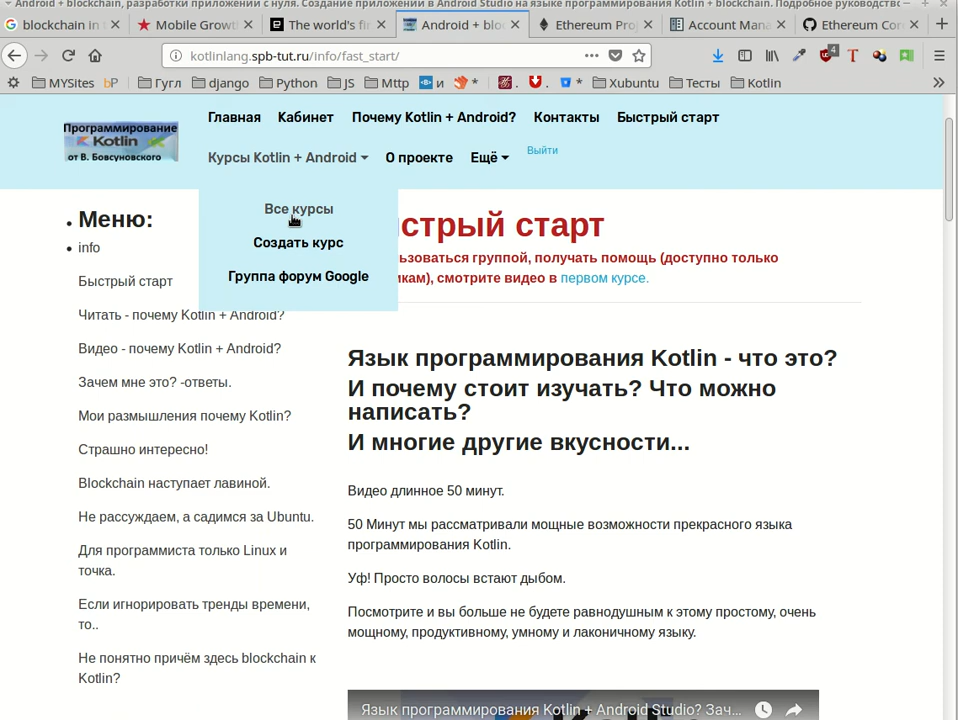 Android + blockchain, разработки приложений с нуля. Создание приложении в Android Studio на языке программирования Kotlin + blockchain. Подробное руководство
blockchain in
Mobile Grow
The world's fi
Android + bloc
Ethereum Pro
Account Mana
Ethereum Cor
kotlinlang.spb-tut.ru/info/fast_start/
4
MYSites
bP
Гугл
django
Python
JS
Mttp
и
*
.
.
*
Xubuntu
Тесты
Kotlin
Программирование
Kotlin
от В. Бовсуновского
Главная
Кабинет
Почему Kotlin + Android?
Контакты
Быстрый старт
Курсы Kotlin + Android
О проекте
Ещё
Выйти
Все курсы
Создать курс
Группа форум Google
Меню:
info
Быстрый старт
Читать - почему Kotlin + Android?
Видео - почему Kotlin + Android?
Зачем мне это? -ответы.
Мои размышления почему Kotlin?
Страшно интересно!
Blockchain наступает лавиной.
Не рассуждаем, а садимся за Ubuntu.
Для программиста только Linux и
точка.
Если игнорировать тренды времени,
то..
Не понятно причём здесь blockchain к
Kotlin?
стрый старт
ьзоваться группой, получать помощь (доступно только
икам), смотрите видео в первом курсе.
Язык программирования Kotlin - что это?
И почему стоит изучать? Что можно
написать?
И многие другие вкусности...
Видео длинное 50 минут.
50 Минут мы рассматривали мощные возможности прекрасного языка
программирования Kotlin.
Уф! Просто волосы встают дыбом.
Посмотрите и вы больше не будете равнодушным к этому простому, очень
мощному, продуктивному, умному и лаконичному языку.
Язык программирования Kotlin + Android Studio? Зач...